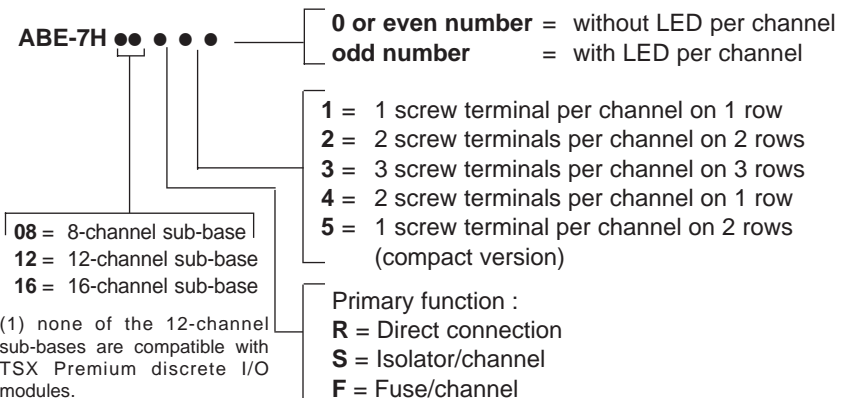 ABE-7H ●● ● ● ●
0 or even number = without LED per channel
odd number = with LED per channel
1 = 1 screw terminal per channel on 1 row
2 = 2 screw terminals per channel on 2 rows
3 = 3 screw terminals per channel on 3 rows
4 = 2 screw terminals per channel on 1 row
5 = 1 screw terminal per channel on 2 rows
(compact version)
08 = 8-channel sub-base
12 = 12-channel sub-base
16 = 16-channel sub-base
(1) none of the 12-channel
sub-bases are compatible with
TSX Premium discrete I/O
modules.
Primary function :
R = Direct connection
S = Isolator/channel
F = Fuse/channel